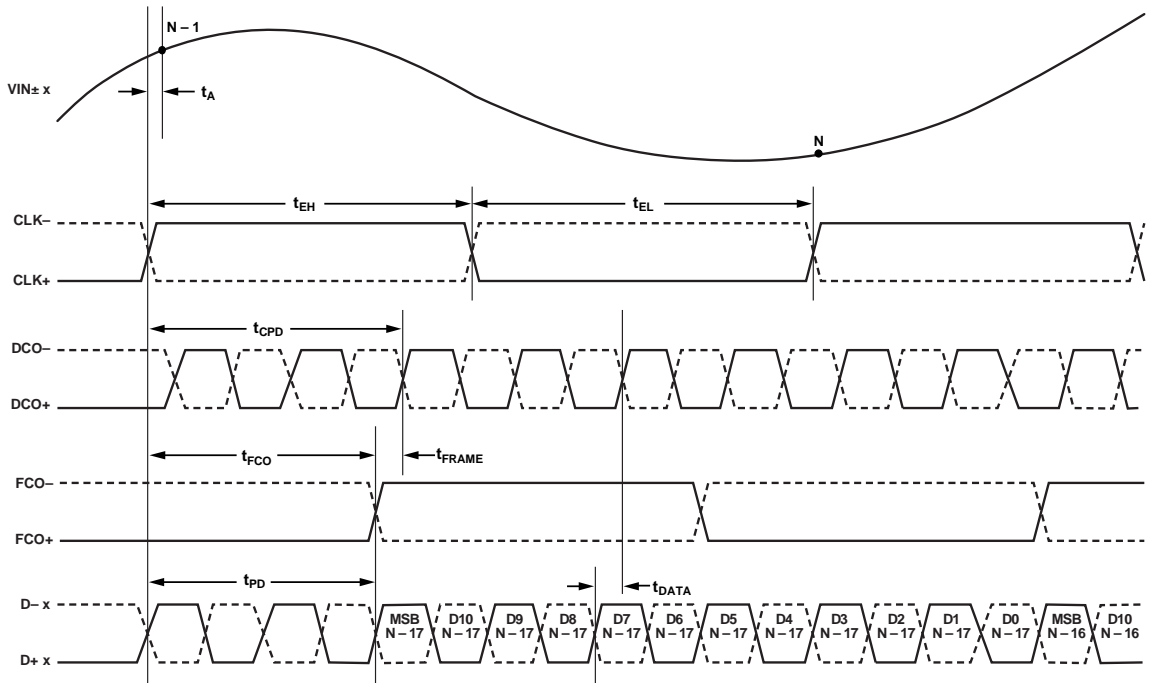 N – 1
VIN± x
tA
N
tEH
tEL
CLK–
CLK+
tCPD
DCO–
DCO+
tFCO
tFRAME
FCO–
FCO+
tPD
tDATA
D– x
D+ x
MSB
N – 17
D10
N – 17
D9
N – 17
D8
N – 17
D7
N – 17
D6
N – 17
D5
N – 17
D4
N – 17
D3
N – 17
D2
N – 17
D1
N – 17
D0
N – 17
MSB
N – 16
D10
N – 16